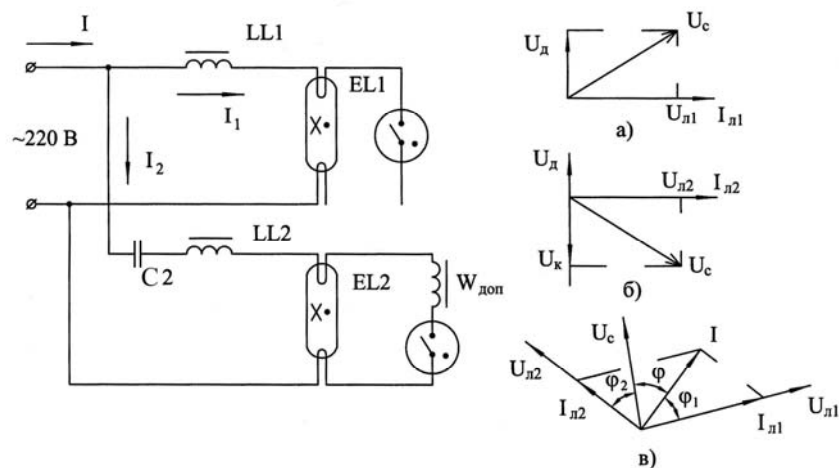 I
LL1
EL1
I₁
~220 В
I₂
LL2
C 2
EL2
Wдоп
Uд
Uс
Uл1
Iл1
а)
Uд
Uл2
Iл2
Uк
Uс
б)
Uс
I
Uл2
φ₂
φ
φ₁
Iл2
Iл1
Uл1
в)